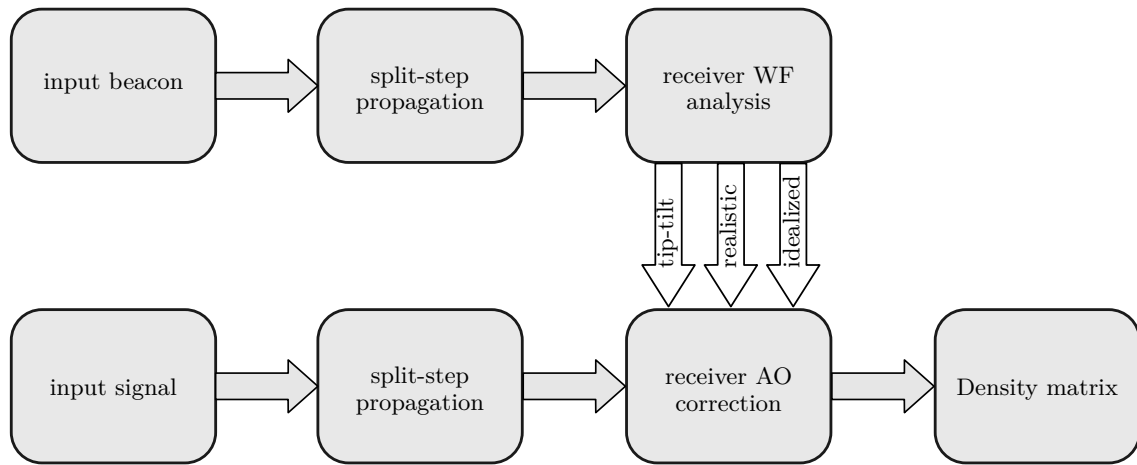 input beacon
split-step
propagation
receiver WF
analysis
tip-tilt
realistic
idealized
input signal
split-step
propagation
receiver AO
correction
Density matrix